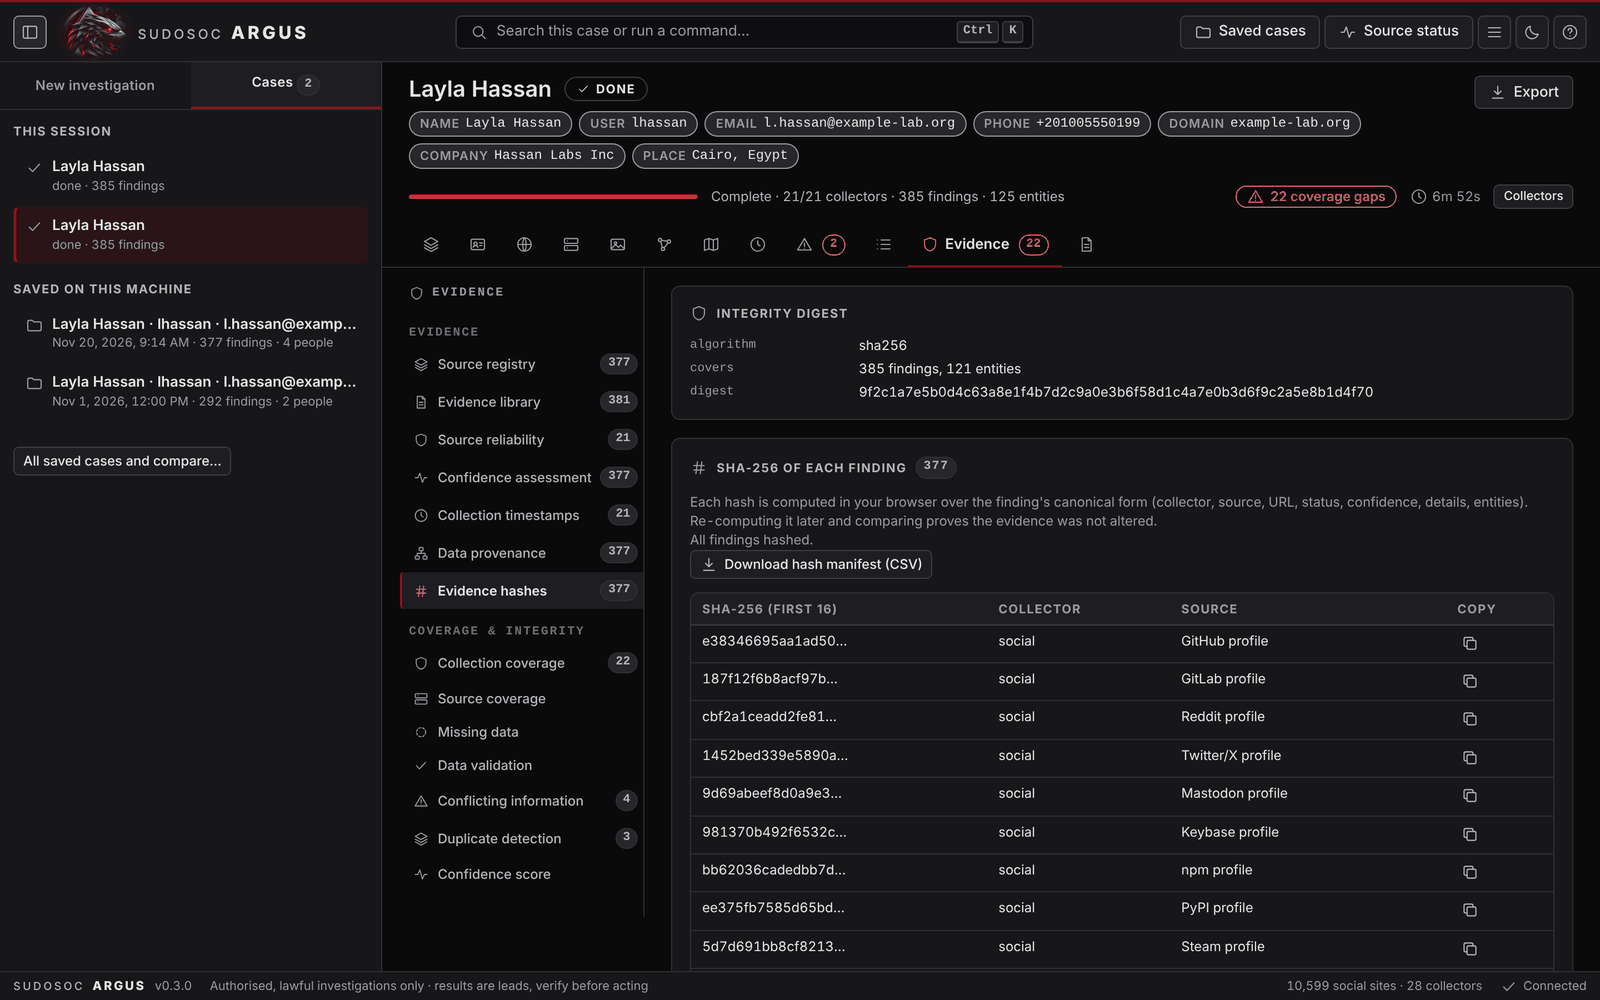 SUDOSOC ARGUS
Search this case or run a command... Ctrl K
Saved cases
Source status
New investigation
Cases 2
THIS SESSION
Layla Hassan
done · 385 findings
Layla Hassan
done · 385 findings
SAVED ON THIS MACHINE
Layla Hassan · lhassan · l.hassan@examp...
Nov 20, 2026, 9:14 AM · 377 findings · 4 people
Layla Hassan · lhassan · l.hassan@examp...
Nov 1, 2026, 12:00 PM · 292 findings · 2 people
All saved cases and compare...
Layla Hassan DONE
Export
NAME Layla Hassan USER lhassan EMAIL l.hassan@example-lab.org PHONE +201005550199 DOMAIN example-lab.org
COMPANY Hassan Labs Inc PLACE Cairo, Egypt
Complete · 21/21 collectors · 385 findings · 125 entities
22 coverage gaps 6m 52s Collectors
2 Evidence 22
EVIDENCE
EVIDENCE
Source registry 377
Evidence library 381
Source reliability 21
Confidence assessment 377
Collection timestamps 21
Data provenance 377
Evidence hashes 377
COVERAGE & INTEGRITY
Collection coverage 22
Source coverage
Missing data
Data validation
Conflicting information 4
Duplicate detection 3
Confidence score
INTEGRITY DIGEST
algorithm sha256
covers 385 findings, 121 entities
digest 9f2c1a7e5b0d4c63a8e1f4b7d2c9a0e3b6f58d1c4a7e0b3d6f9c2a5e8b1d4f70
SHA-256 OF EACH FINDING 377
Each hash is computed in your browser over the finding's canonical form (collector, source, URL, status, confidence, details, entities).
Re-computing it later and comparing proves the evidence was not altered.
All findings hashed.
Download hash manifest (CSV)
SHA-256 (FIRST 16) COLLECTOR SOURCE COPY
e38346695aa1ad50... social GitHub profile
187f12f6b8acf97b... social GitLab profile
cbf2a1ceadd2fe81... social Reddit profile
1452bed339e5890a... social Twitter/X profile
9d69abeef8d0a9e3... social Mastodon profile
981370b492f6532c... social Keybase profile
bb62036cadedbb7d... social npm profile
ee375fb7585d65bd... social PyPI profile
5d7d691bb8cf8213... social Steam profile
SUDOSOC ARGUS v0.3.0 Authorised, lawful investigations only · results are leads, verify before acting
10,599 social sites · 28 collectors Connected